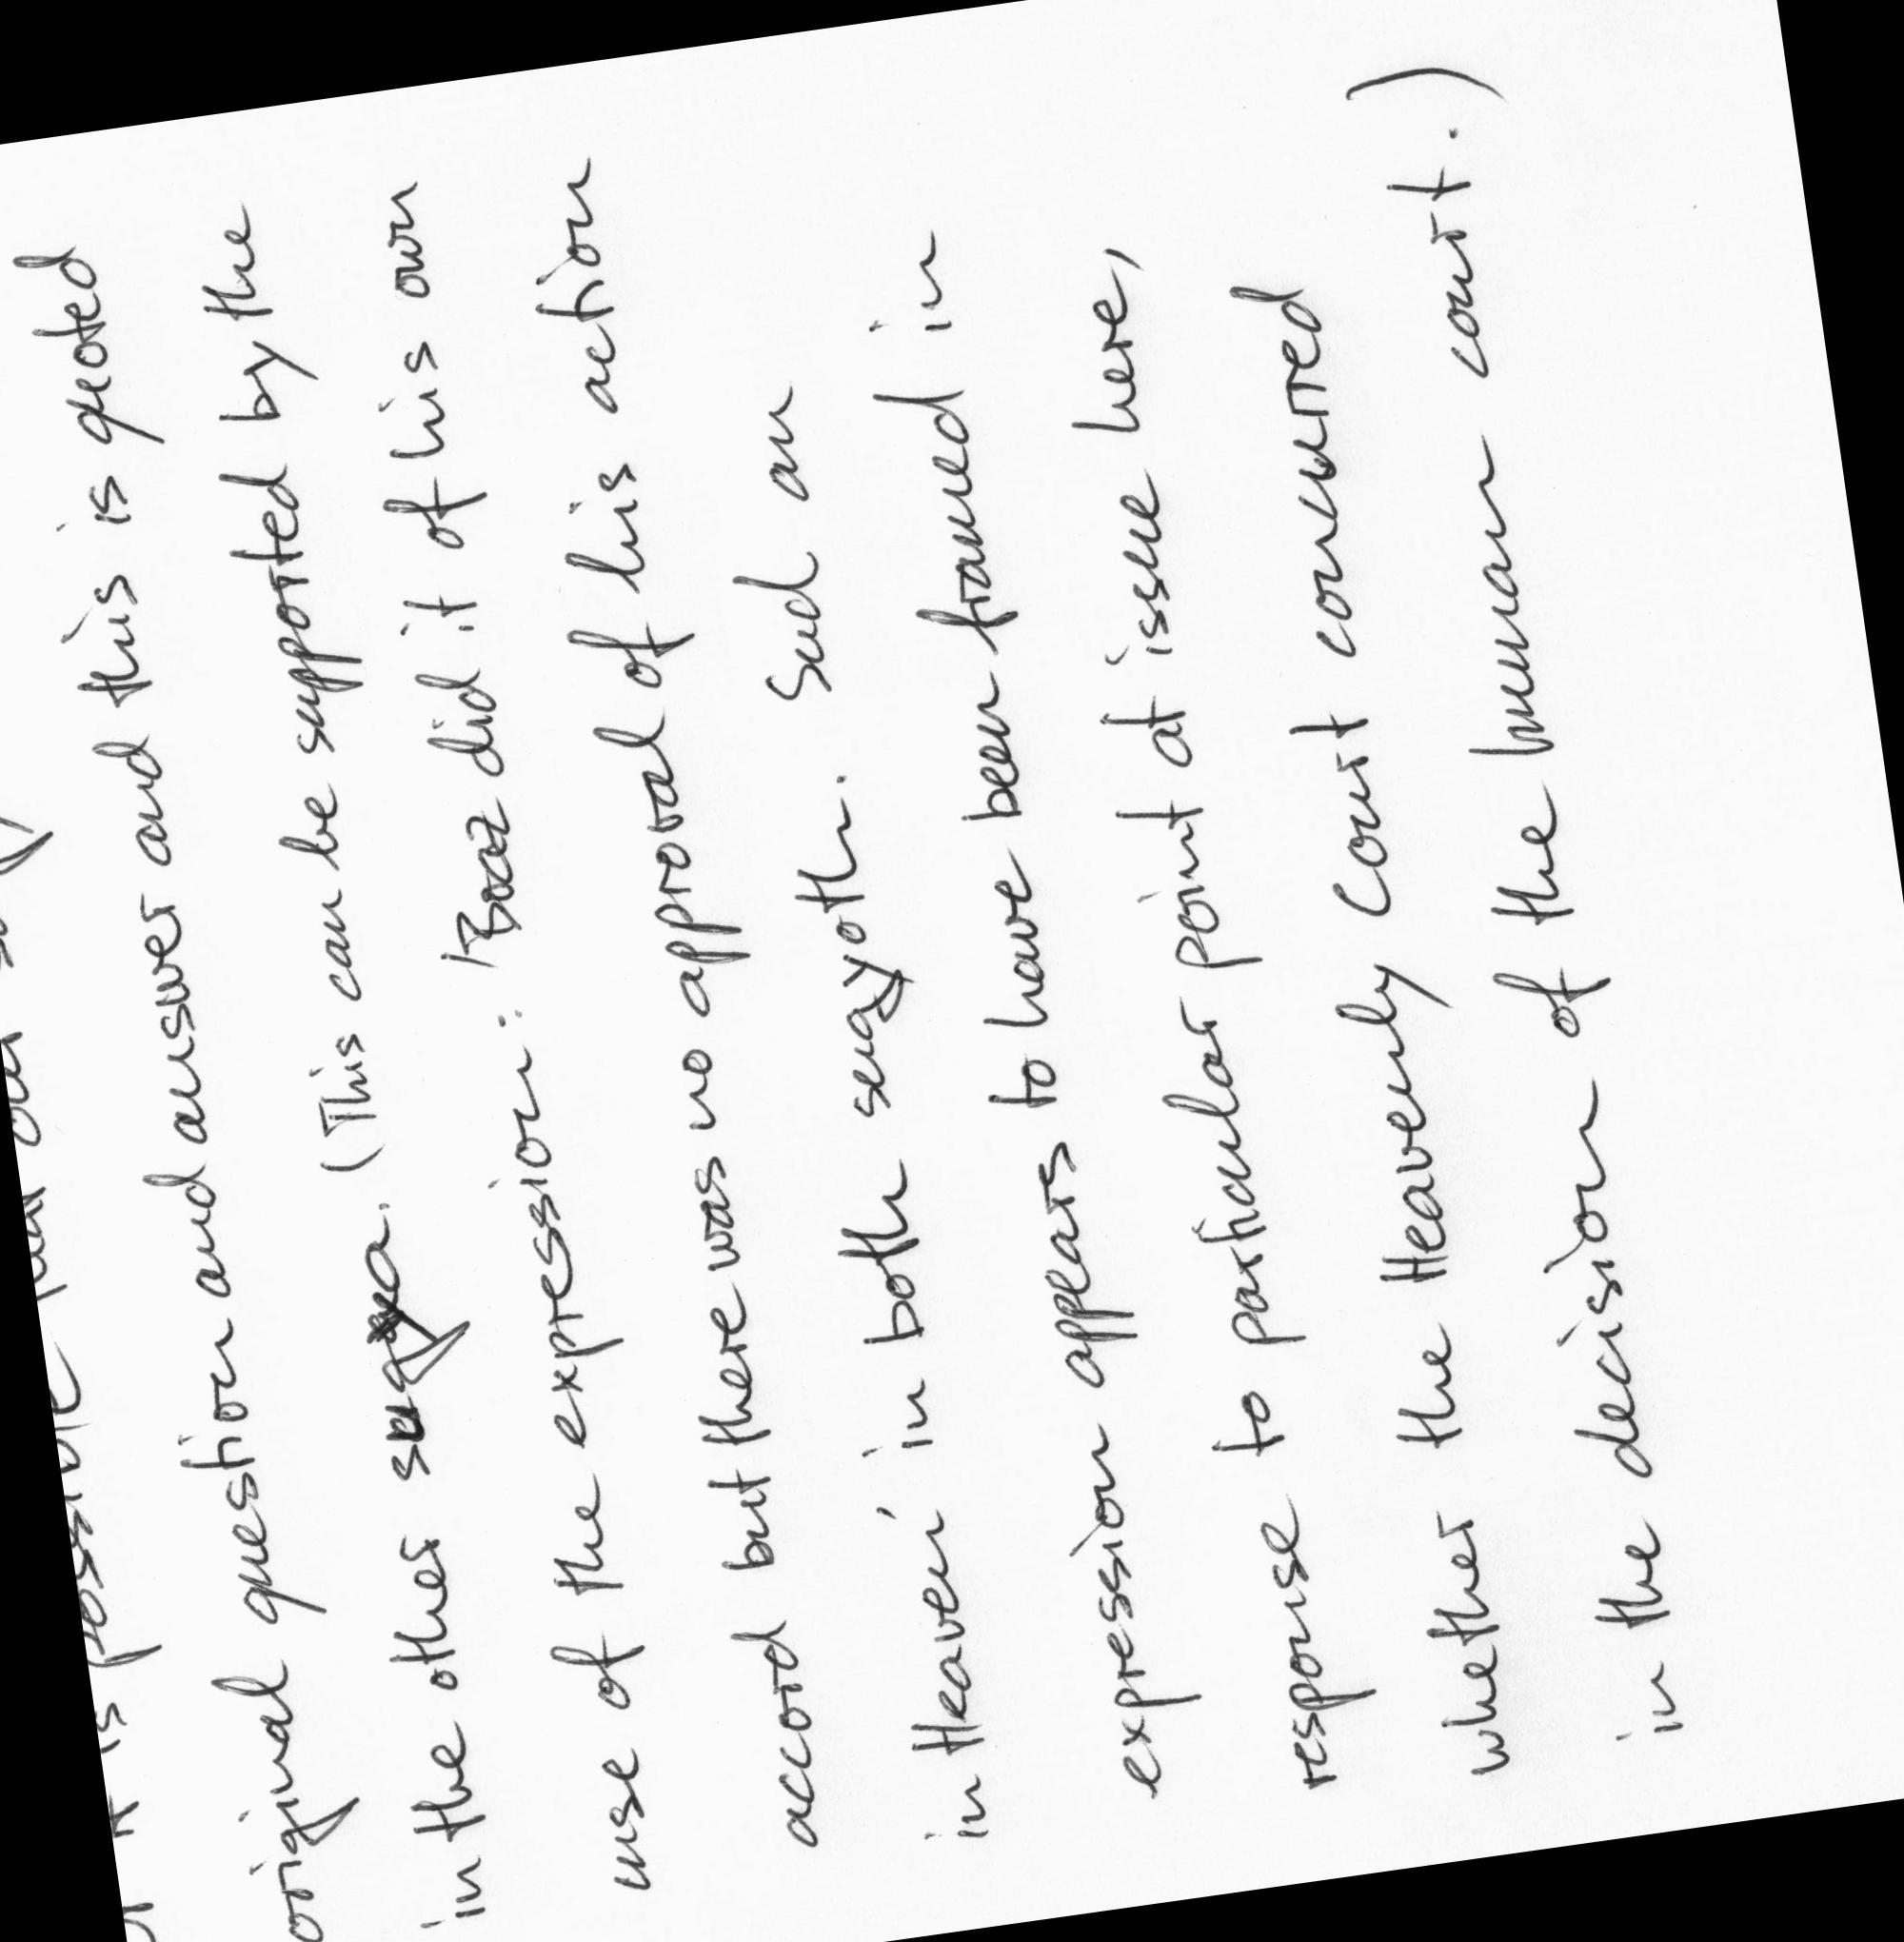 it is possible
original question and answer and this is quoted
in the other sugya. (This can be supported by the
use of the expression: 'Boaz did it of his own
accord but there was no approval of his action
in Heaven' in both sugyoth. Such an
expression appears to have been framed in
response to particular point at issue here,
whether the Heavenly Court concurred
in the decision of the human court.)